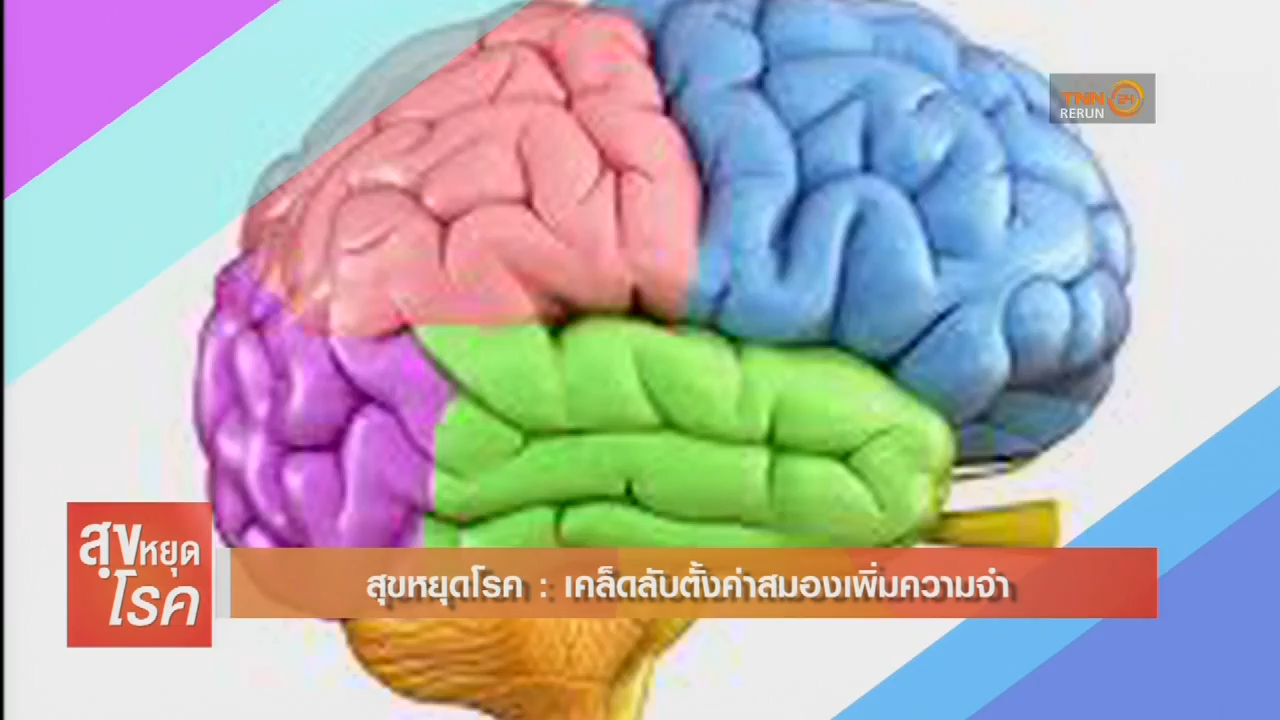 TNN 24
RERUN
สุขหยุด
โรค
สุขหยุดโรค : เคล็ดลับตั้งค่าสมองเพิ่มความจำ